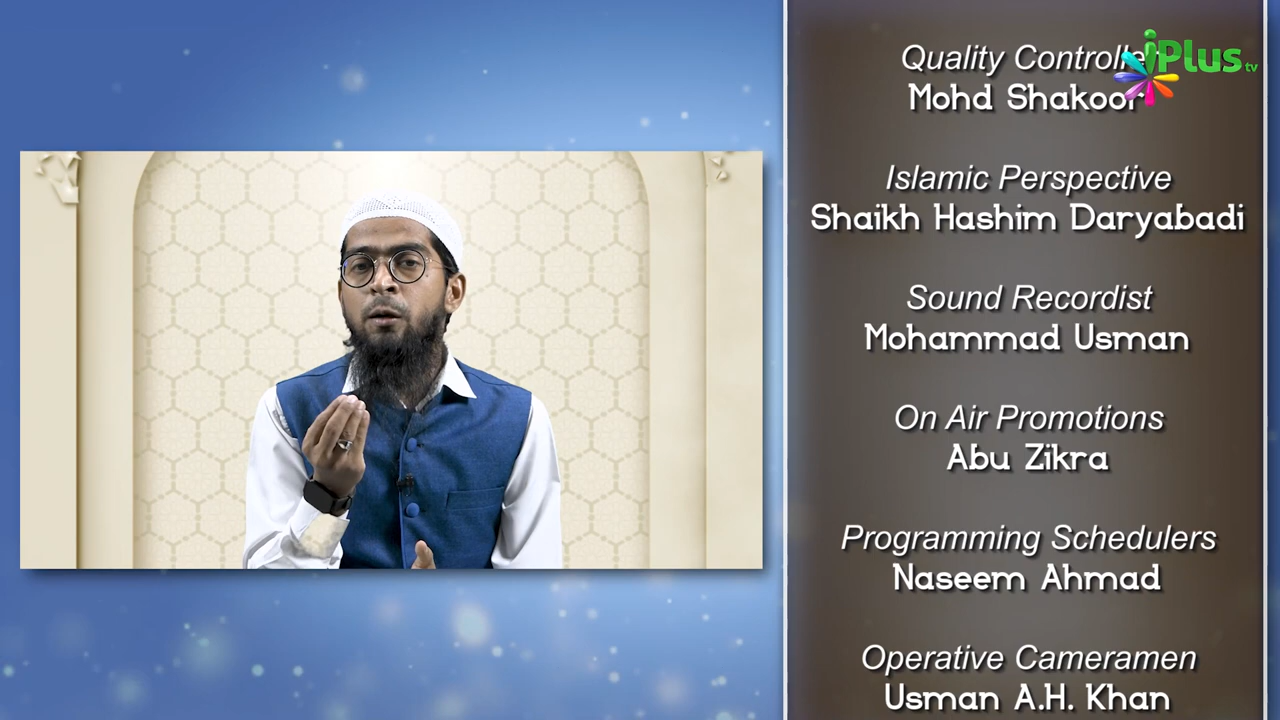 Quality Controller
Mohd Shakoor
iPlus tv
Islamic Perspective
Shaikh Hashim Daryabadi
Sound Recordist
Mohammad Usman
On Air Promotions
Abu Zikra
Programming Schedulers
Naseem Ahmad
Operative Cameramen
Usman A.H. Khan